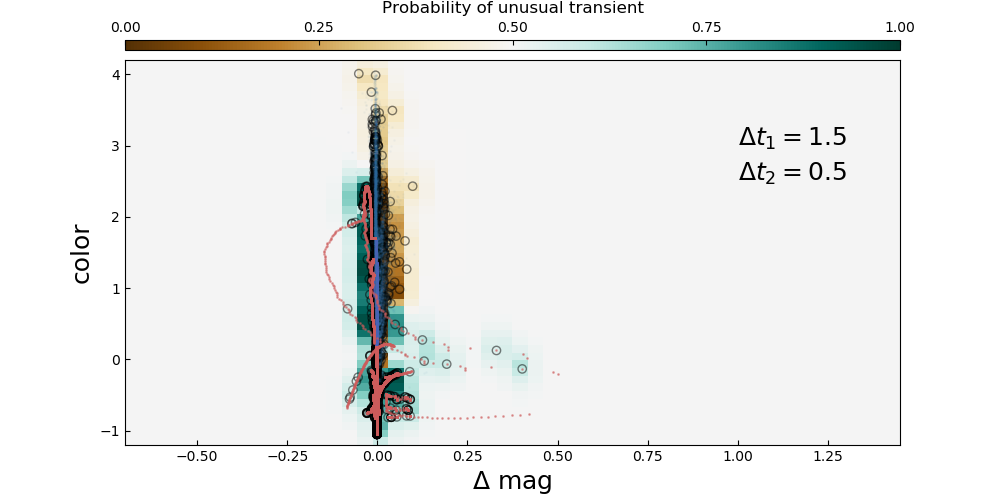 Probability of unusual transient
0.00 0.25 0.50 0.75 1.00
4
3
2
1
0
−1
color
Δt₁ = 1.5
Δt₂ = 0.5
−0.50 −0.25 0.00 0.25 0.50 0.75 1.00 1.25
Δ mag